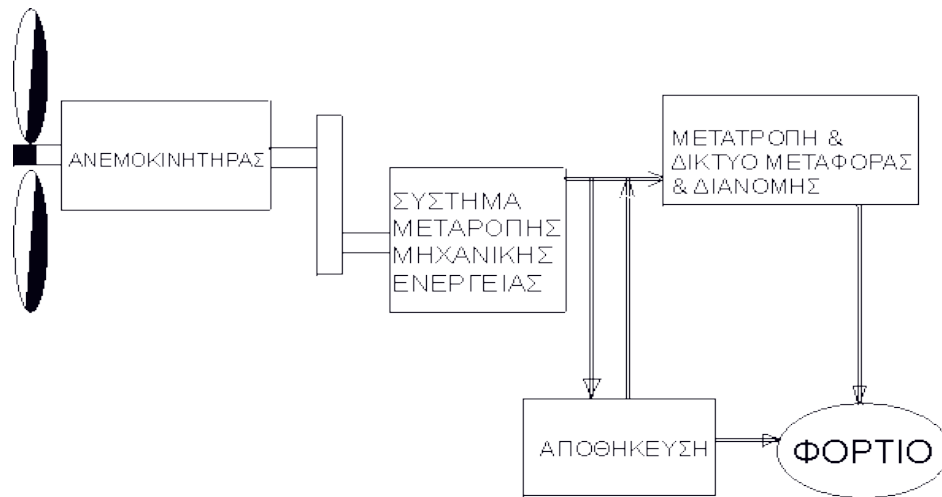 ΑΝΕΜΟΚΙΝΗΤΗΡΑΣ
ΣΥΣΤΗΜΑ
ΜΕΤΑΡΟΠΗΣ
ΜΗΧΑΝΙΚΗΣ
ΕΝΕΡΓΕΙΑΣ
ΜΕΤΑΤΡΟΠΗ &
ΔΙΚΤΥΟ ΜΕΤΑΦΟΡΑΣ
& ΔΙΑΝΟΜΗΣ
ΑΠΟΘΗΚΕΥΣΗ
ΦΟΡΤΙΟ